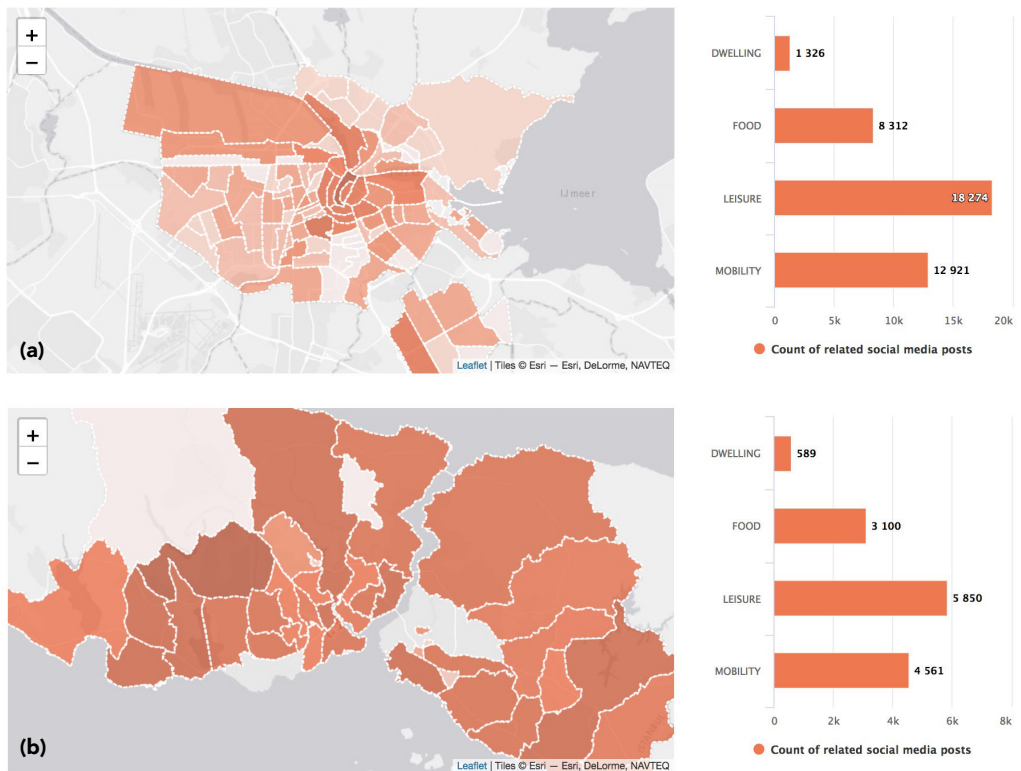 +
−
IJmeer
(a)
Leaflet | Tiles © Esri — Esri, DeLorme, NAVTEQ
DWELLING
1 326
FOOD
8 312
LEISURE
18 274
MOBILITY
12 921
0 5k 10k 15k 20k
Count of related social media posts
+
−
(b)
Leaflet | Tiles © Esri — Esri, DeLorme, NAVTEQ
DWELLING
589
FOOD
3 100
LEISURE
5 850
MOBILITY
4 561
0 2k 4k 6k 8k
Count of related social media posts